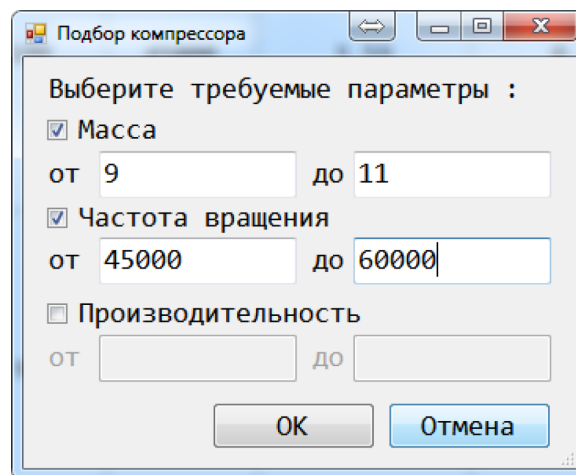 Подбор компрессора
Выберите требуемые параметры :
Масса
от 9 до 11
Частота вращения
от 45000 до 60000
Производительность
от до
OK Отмена